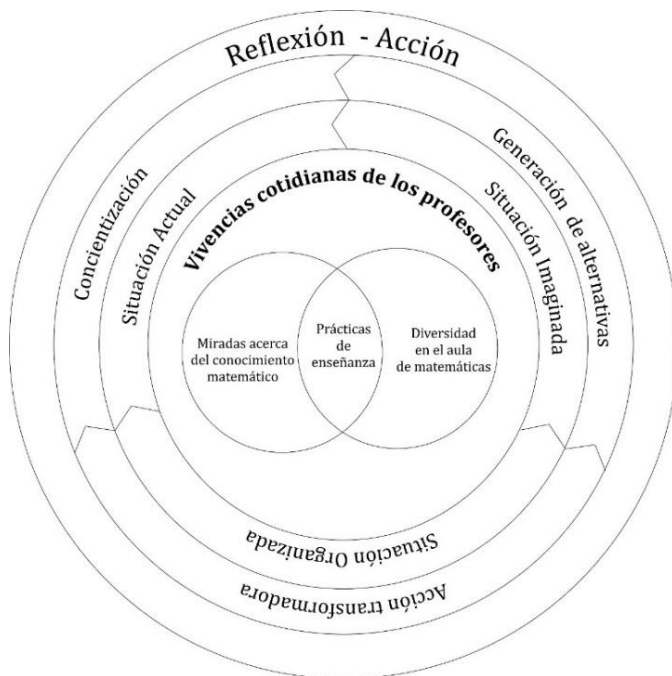 Reflexión - Acción
Concientización
Generación de alternativas
Situación Actual
Situación Imaginada
Vivencias cotidianas de los profesores
Miradas acerca
del conocimiento
matemático
Prácticas
de
enseñanza
Diversidad
en el aula
de matemáticas
Situación Organizada
Acción transformadora